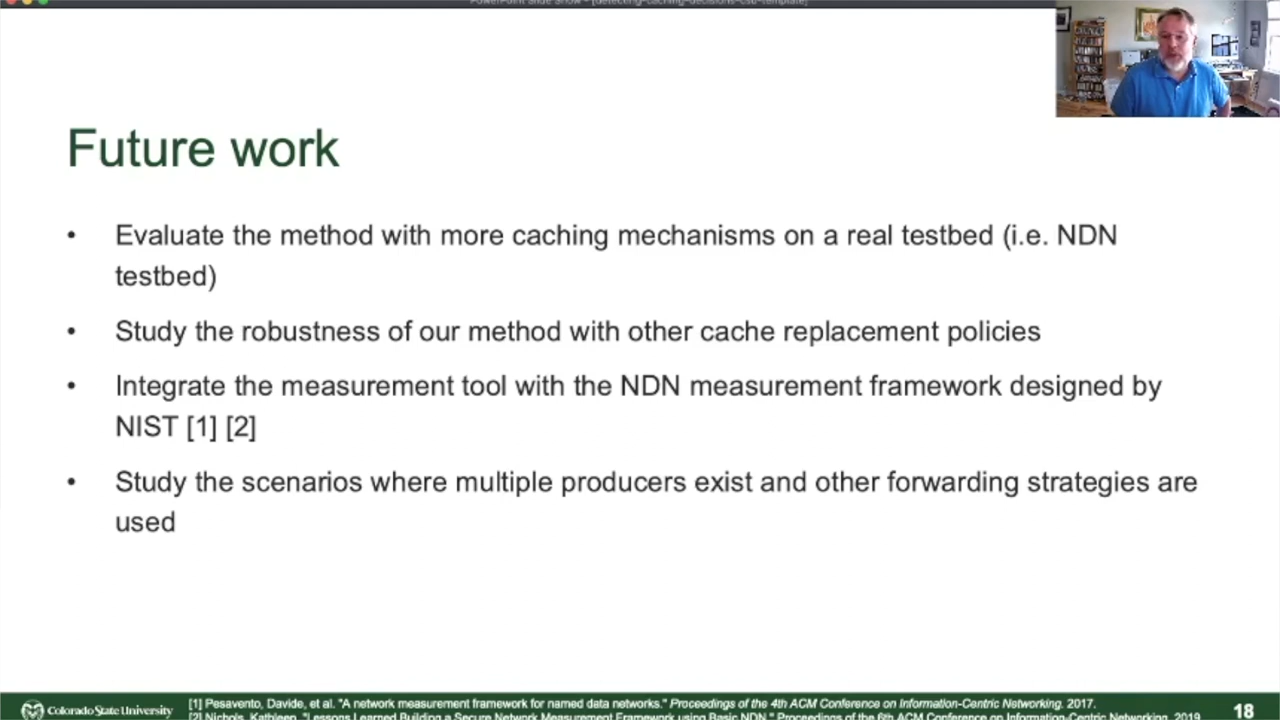 PowerPoint Slide Show - [detecting-caching-decisions-csu-template]
Future work
• Evaluate the method with more caching mechanisms on a real testbed (i.e. NDN
testbed)
• Study the robustness of our method with other cache replacement policies
• Integrate the measurement tool with the NDN measurement framework designed by
NIST [1] [2]
• Study the scenarios where multiple producers exist and other forwarding strategies are
used
Colorado State University
[1] Pesavento, Davide, et al. "A network measurement framework for named data networks." Proceedings of the 4th ACM Conference on Information-Centric Networking. 2017.
[2] Nichols, Kathleen. "Lessons Learned Building a Secure Network Measurement Framework using Basic NDN." Proceedings of the 6th ACM Conference on Information-Centric Networking. 2019.
18